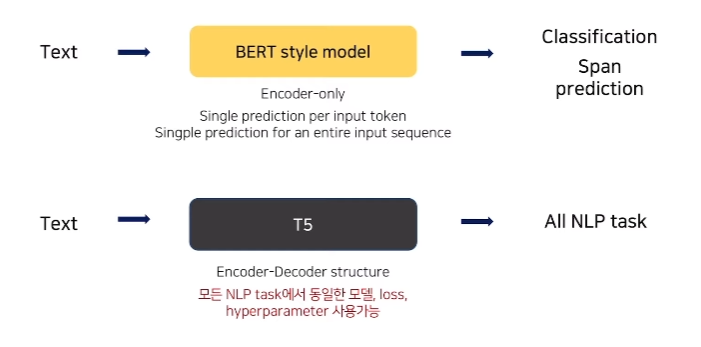 Text
BERT style model
Classification
Span
prediction
Encoder-only
Single prediction per input token
Singple prediction for an entire input sequence
Text
T5
All NLP task
Encoder-Decoder structure
모든 NLP task에서 동일한 모델, loss,
hyperparameter 사용가능